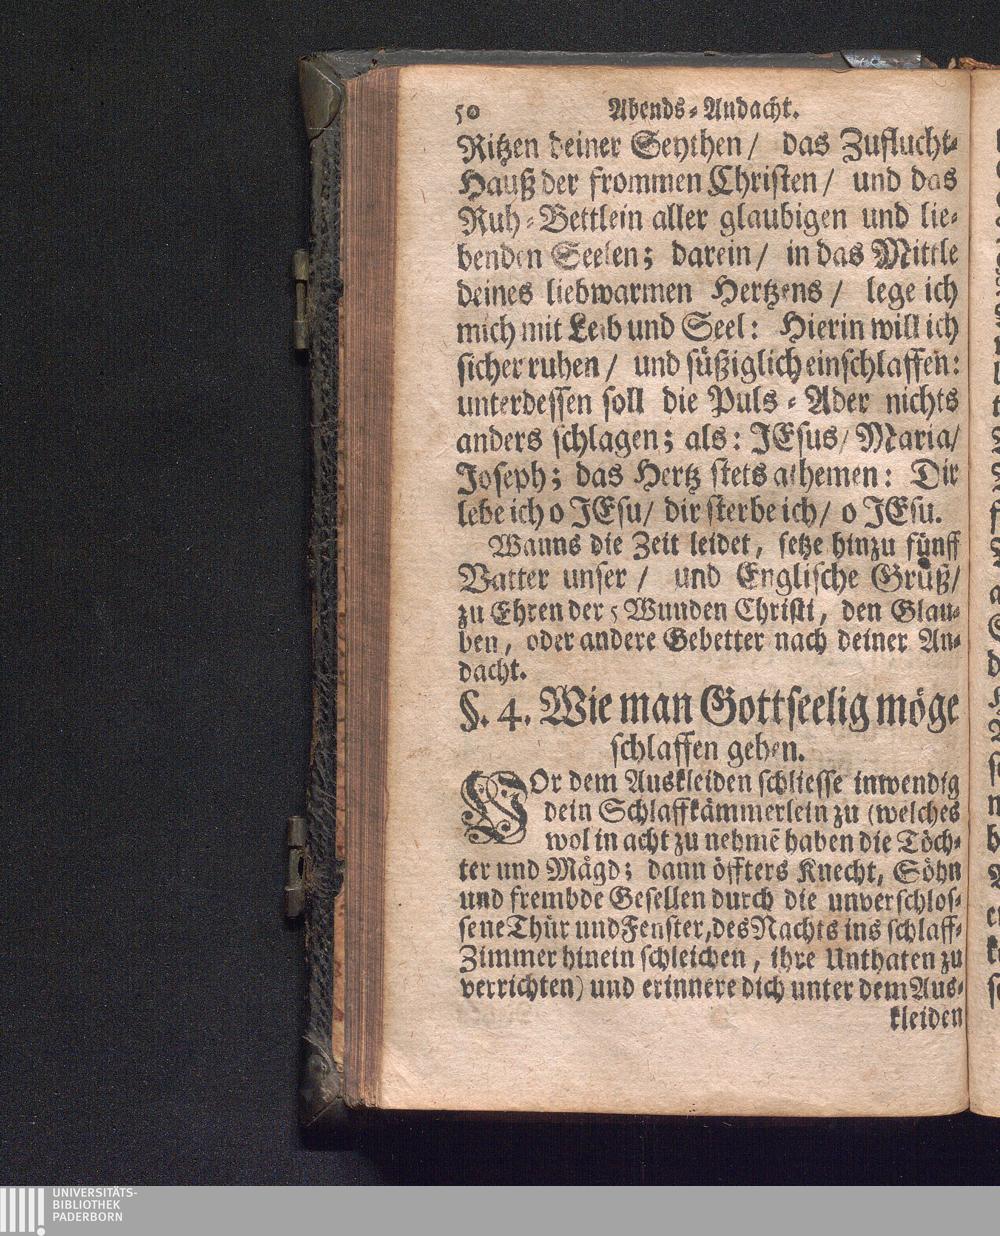 50 Abends-Andacht.
Ritzen deiner Seythen / das Zuflucht-
Hauß der frommen Christen / und das
Ruh-Bettlein aller glaubigen und lie-
benden Seelen; darein / in das Mittle
deines liebwarmen Hertzens / lege ich
mich mit Leib und Seel: Hierin will ich
sicher ruhen / und süßiglich einschlaffen:
unterdessen soll die Puls-Ader nichts
anders schlagen; als: JEsus / Maria /
Joseph; das Hertz stets athemen: Dir
lebe ich o JEsu / dir sterbe ich / o JEsu.
Wanns die Zeit leidet, setze hinzu fünff
Vatter unser / und Englische Grüß /
zu Ehren der 5 Wunden Christi, den Glau-
ben, oder andere Gebetter nach deiner An-
dacht.
§. 4. Wie man Gottseelig möge
schlaffen gehen.
VOr dem Auskleiden schliesse inwendig
dein Schlaffkämmerlein zu (welches
wol in acht zu nehmē haben die Töch-
ter und Mägd; dann öffters Knecht, Söhn
und frembde Gesellen durch die unverschlos-
sene Thür und Fenster, des Nachts ins schlaff-
Zimmer hinein schleichen, ihre Unthaten zu
verrichten) und erinnere dich unter dem Aus-
kleiden
UNIVERSITÄTS-
BIBLIOTHEK
PADERBORN